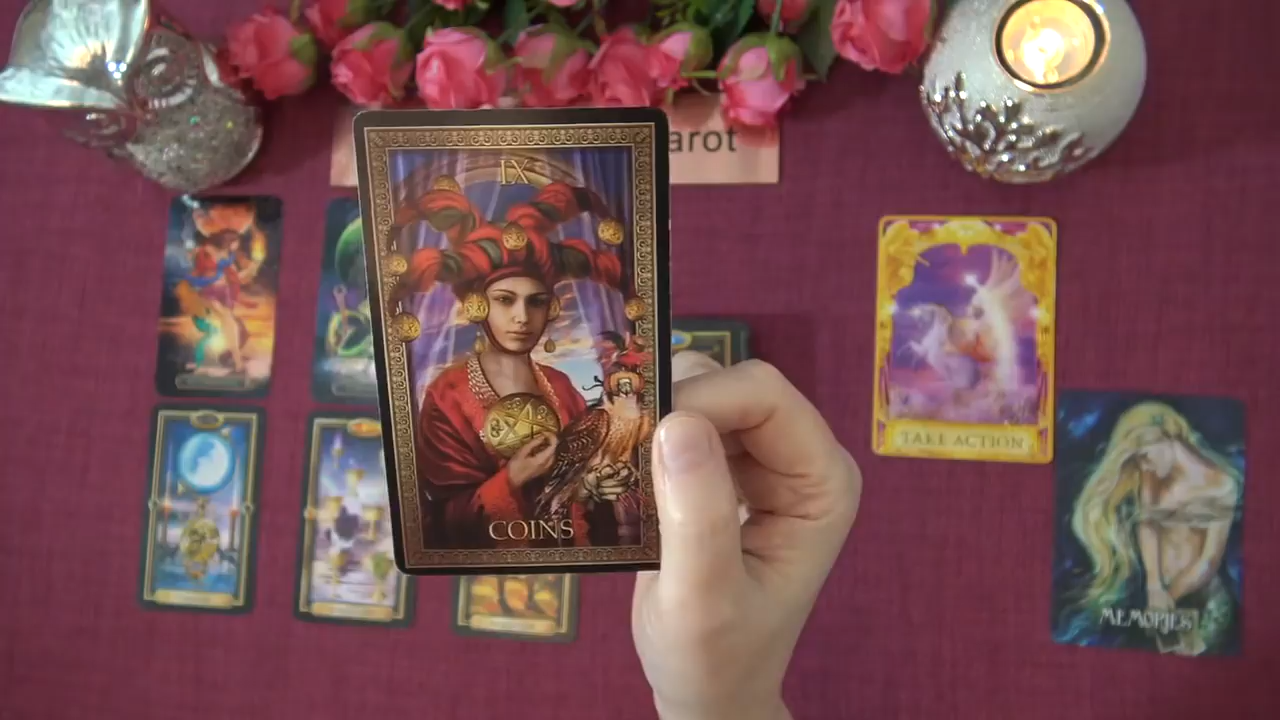 arot
IX
COINS
TAKE ACTION
MEMORIES